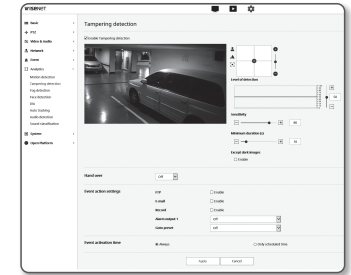 WISENET
Basic
PTZ
Video & Audio
Network
Event
Analytics
Motion detection
Tampering detection
Fog detection
Face detection
IVA
Auto tracking
Audio detection
Sound classification
System
Open Platform
Tampering detection
Enable Tampering detection
Level of detection
Sensitivity
Minimum duration (s)
Except dark images
Enable
Hand over
Off
Event action settings
FTP
Enable
E-mail
Enable
Record
Enable
Alarm output 1
Off
Goto preset
Off
Event activation time
Always
Only scheduled time
Apply
Cancel